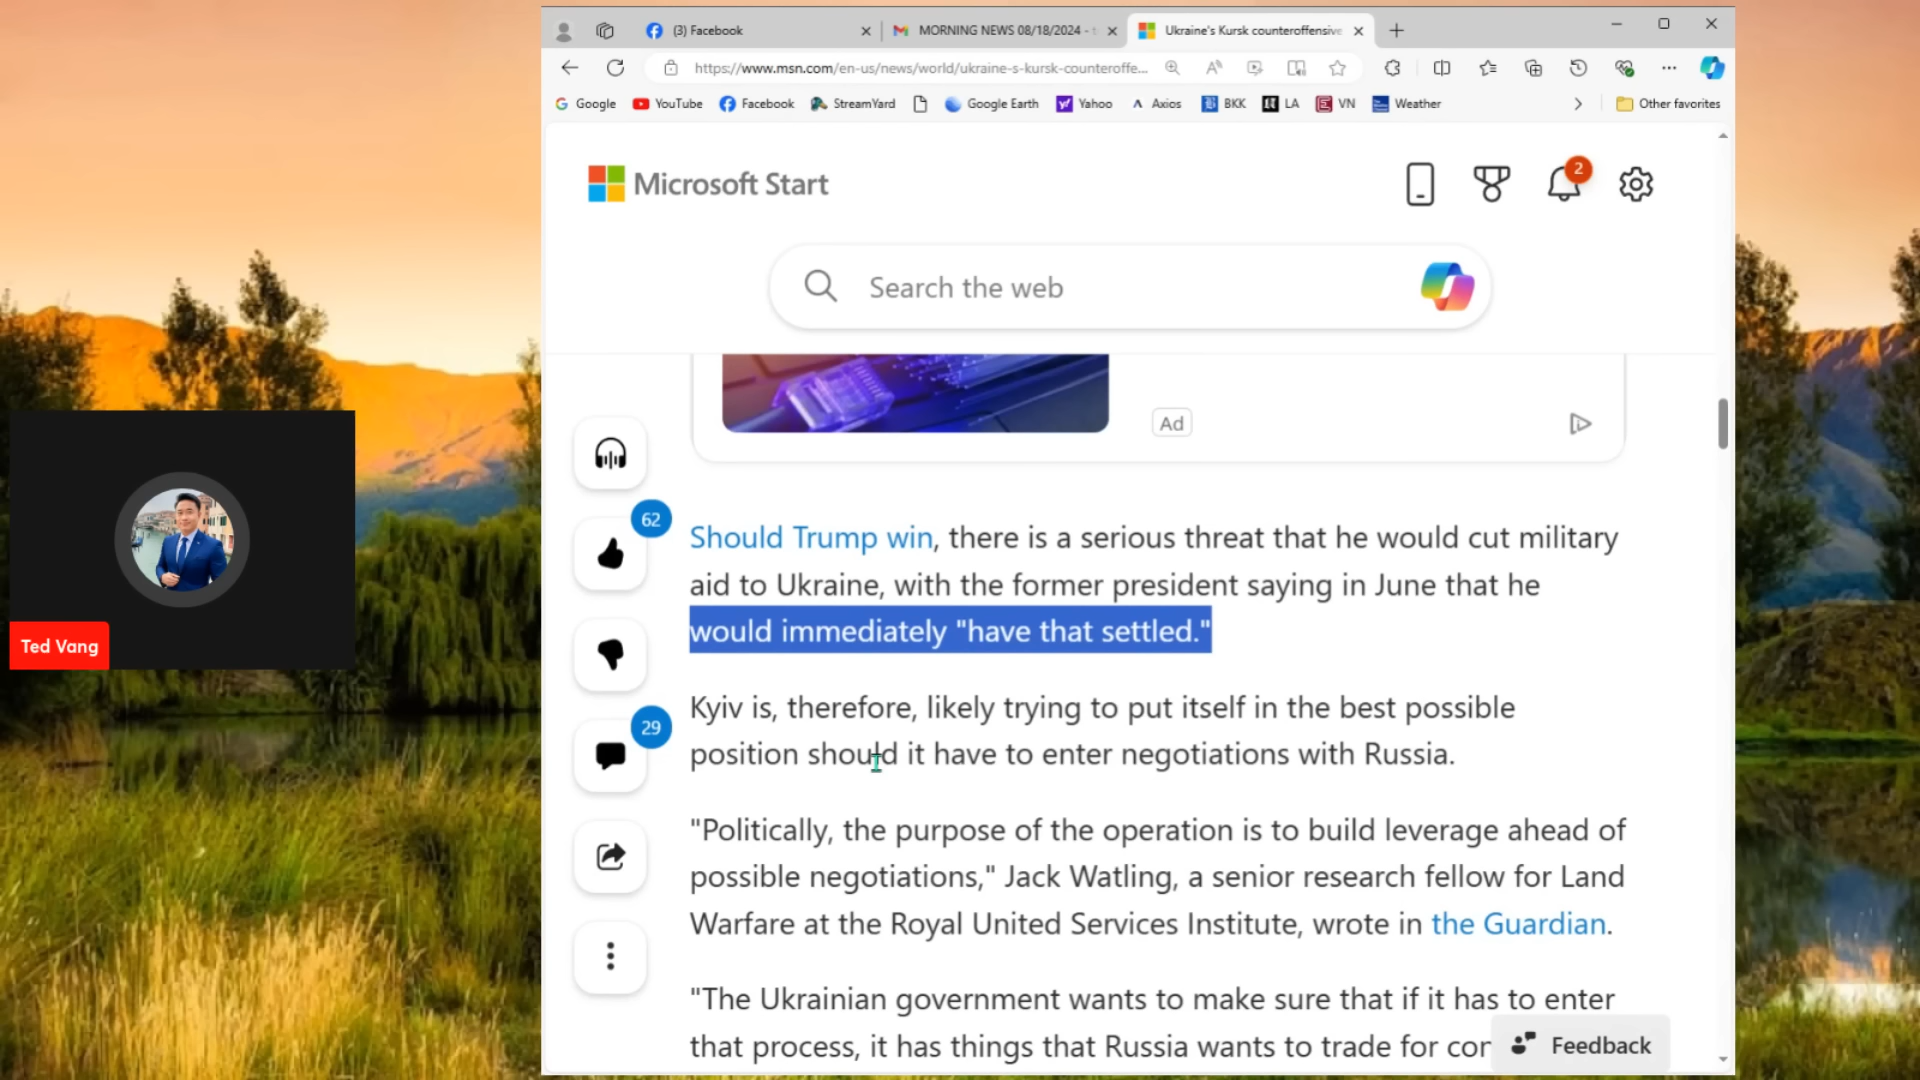 (3) Facebook
MORNING NEWS 08/18/2024 -
Ukraine's Kursk counteroffensive
https://www.msn.com/en-us/news/world/ukraine-s-kursk-counteroffe...
Google YouTube Facebook StreamYard Google Earth Yahoo Axios BKK LA VN Weather Other favorites
Microsoft Start
2
Search the web
Ad
62
Should Trump win, there is a serious threat that he would cut military
aid to Ukraine, with the former president saying in June that he
would immediately "have that settled."
29
Kyiv is, therefore, likely trying to put itself in the best possible
position should it have to enter negotiations with Russia.
"Politically, the purpose of the operation is to build leverage ahead of
possible negotiations," Jack Watling, a senior research fellow for Land
Warfare at the Royal United Services Institute, wrote in the Guardian.
"The Ukrainian government wants to make sure that if it has to enter
that process, it has things that Russia wants to trade for
Feedback
Ted Vang